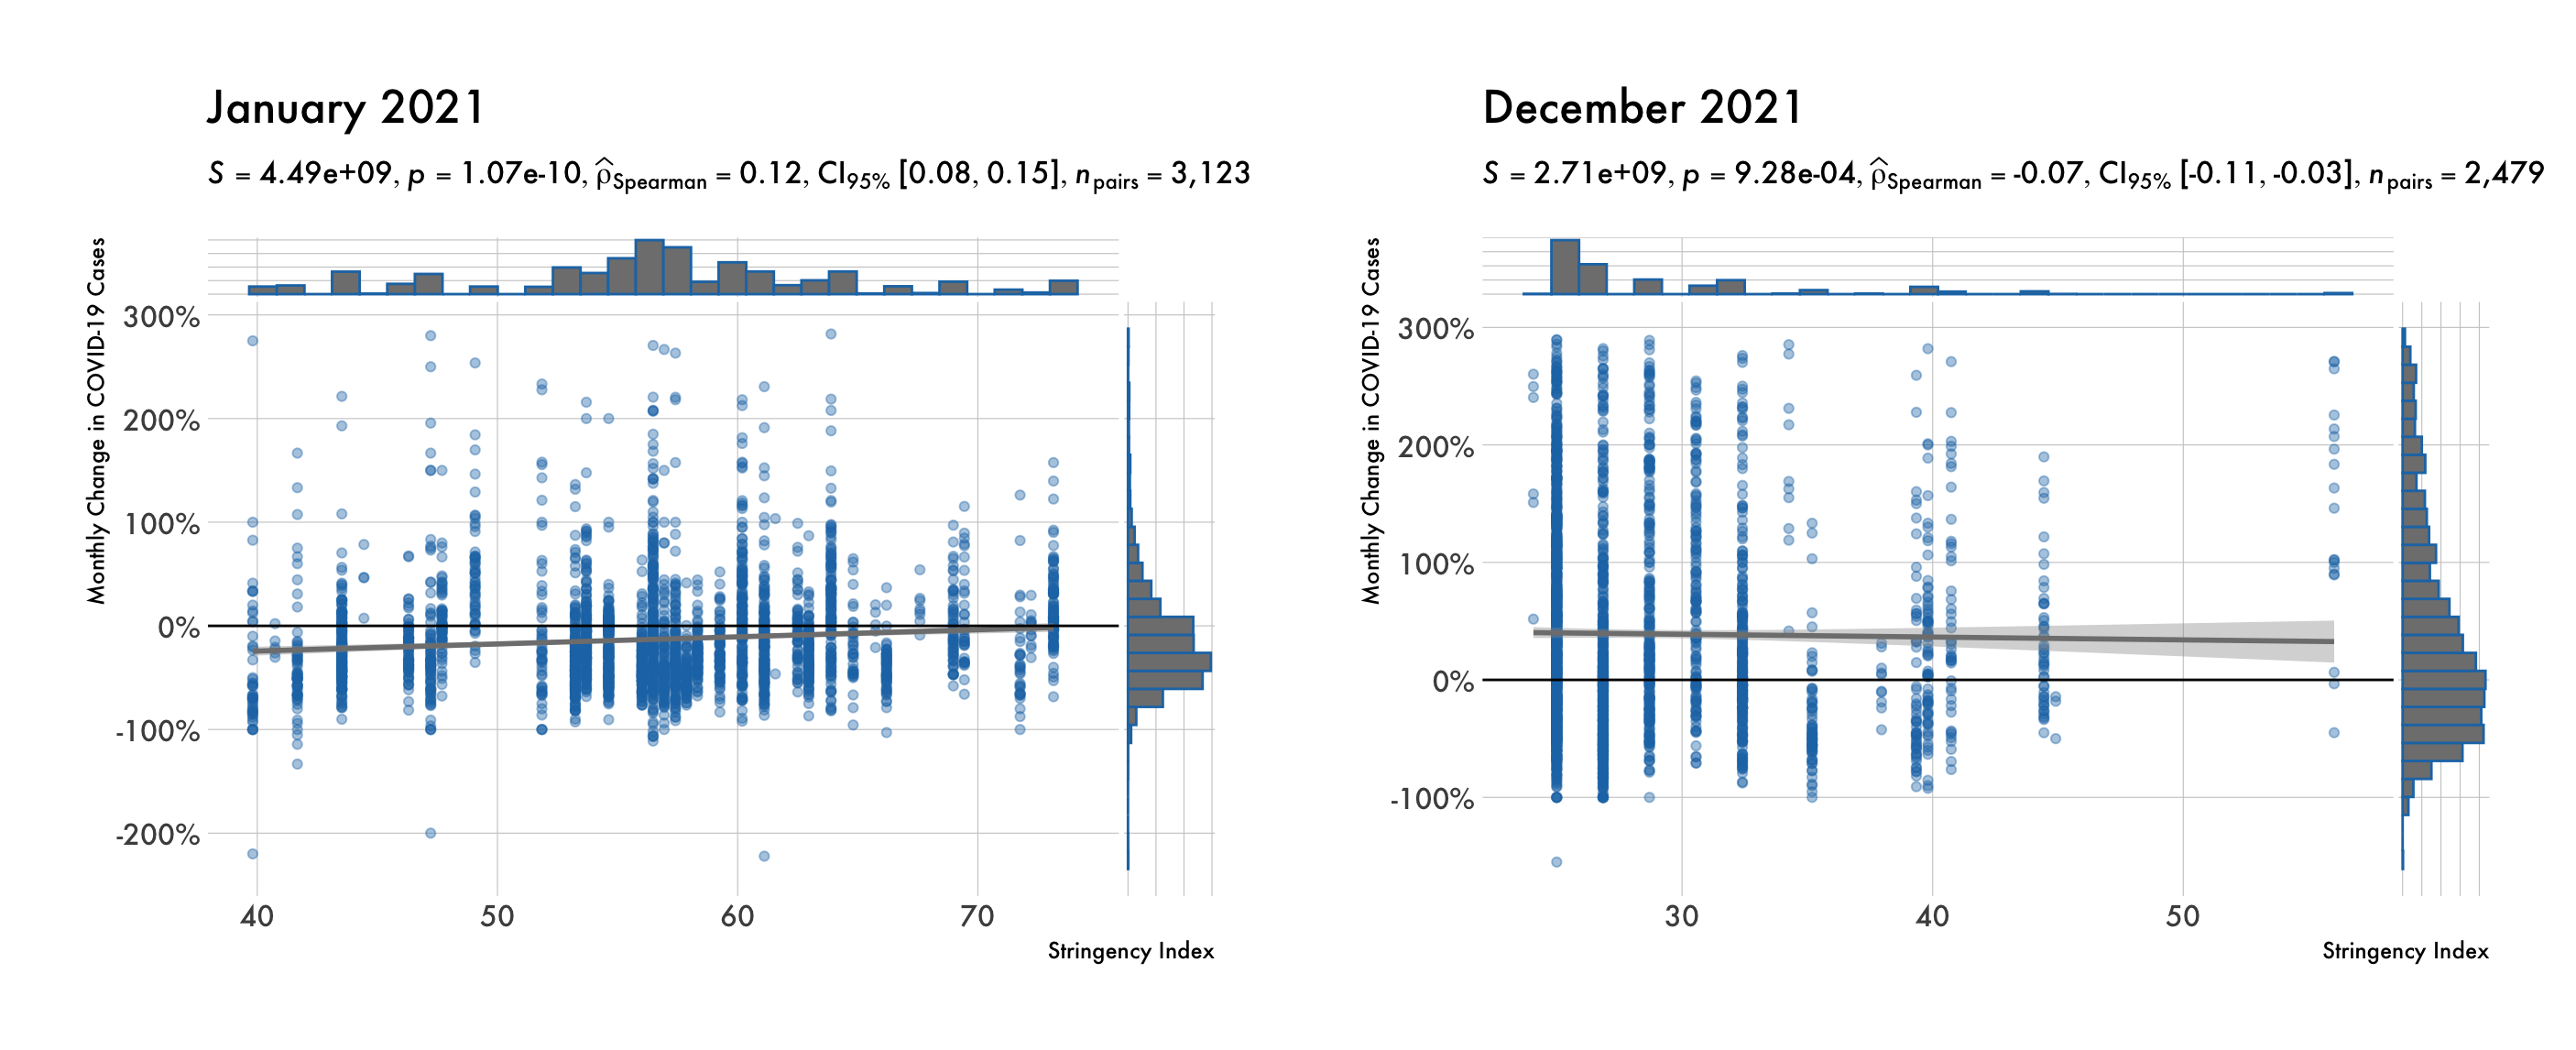 January 2021
S = 4.49e+09, p = 1.07e-10, ρ̂Spearman = 0.12, CI95% [0.08, 0.15], npairs = 3,123
Monthly Change in COVID-19 Cases
300%
200%
100%
0%
-100%
-200%
40 50 60 70
Stringency Index
December 2021
S = 2.71e+09, p = 9.28e-04, ρ̂Spearman = -0.07, CI95% [-0.11, -0.03], npairs = 2,479
Monthly Change in COVID-19 Cases
300%
200%
100%
0%
-100%
30 40 50
Stringency Index